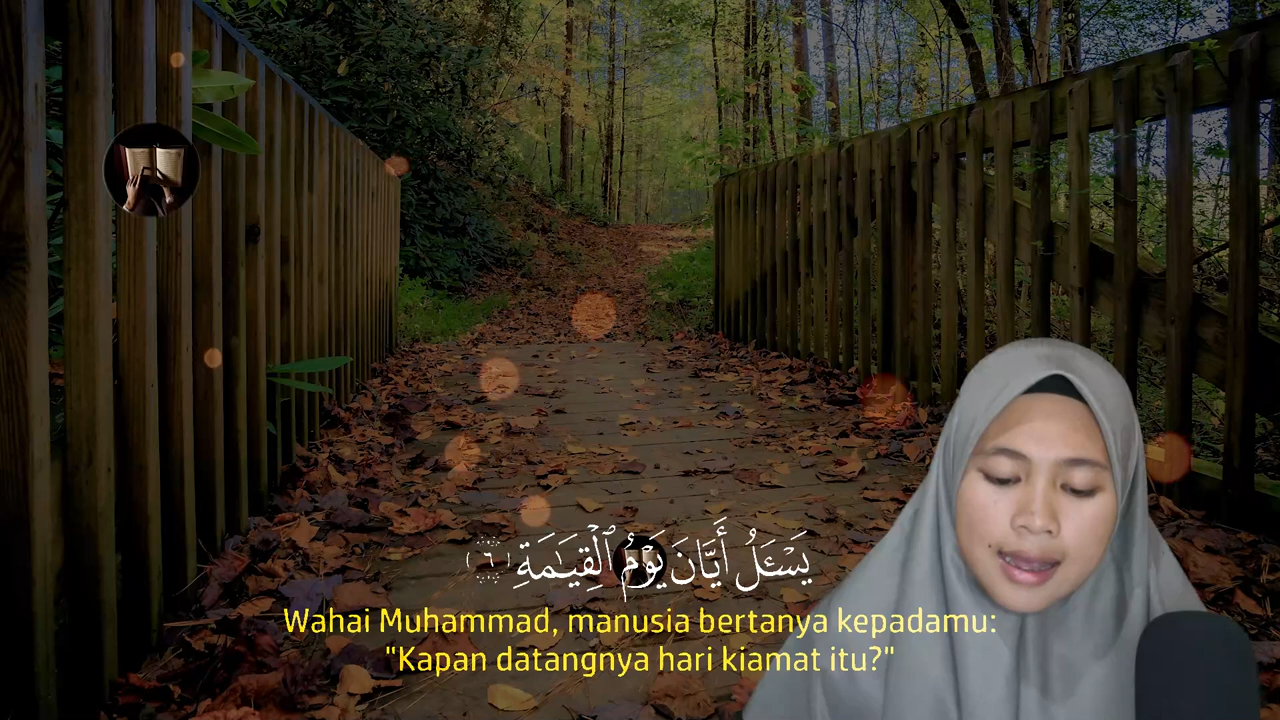 يَسْـَٔلُ أَيَّانَ يَوْمُ ٱلْقِيَـٰمَةِ ﴿٦﴾
Wahai Muhammad, manusia bertanya kepadamu:
"Kapan datangnya hari kiamat itu?"